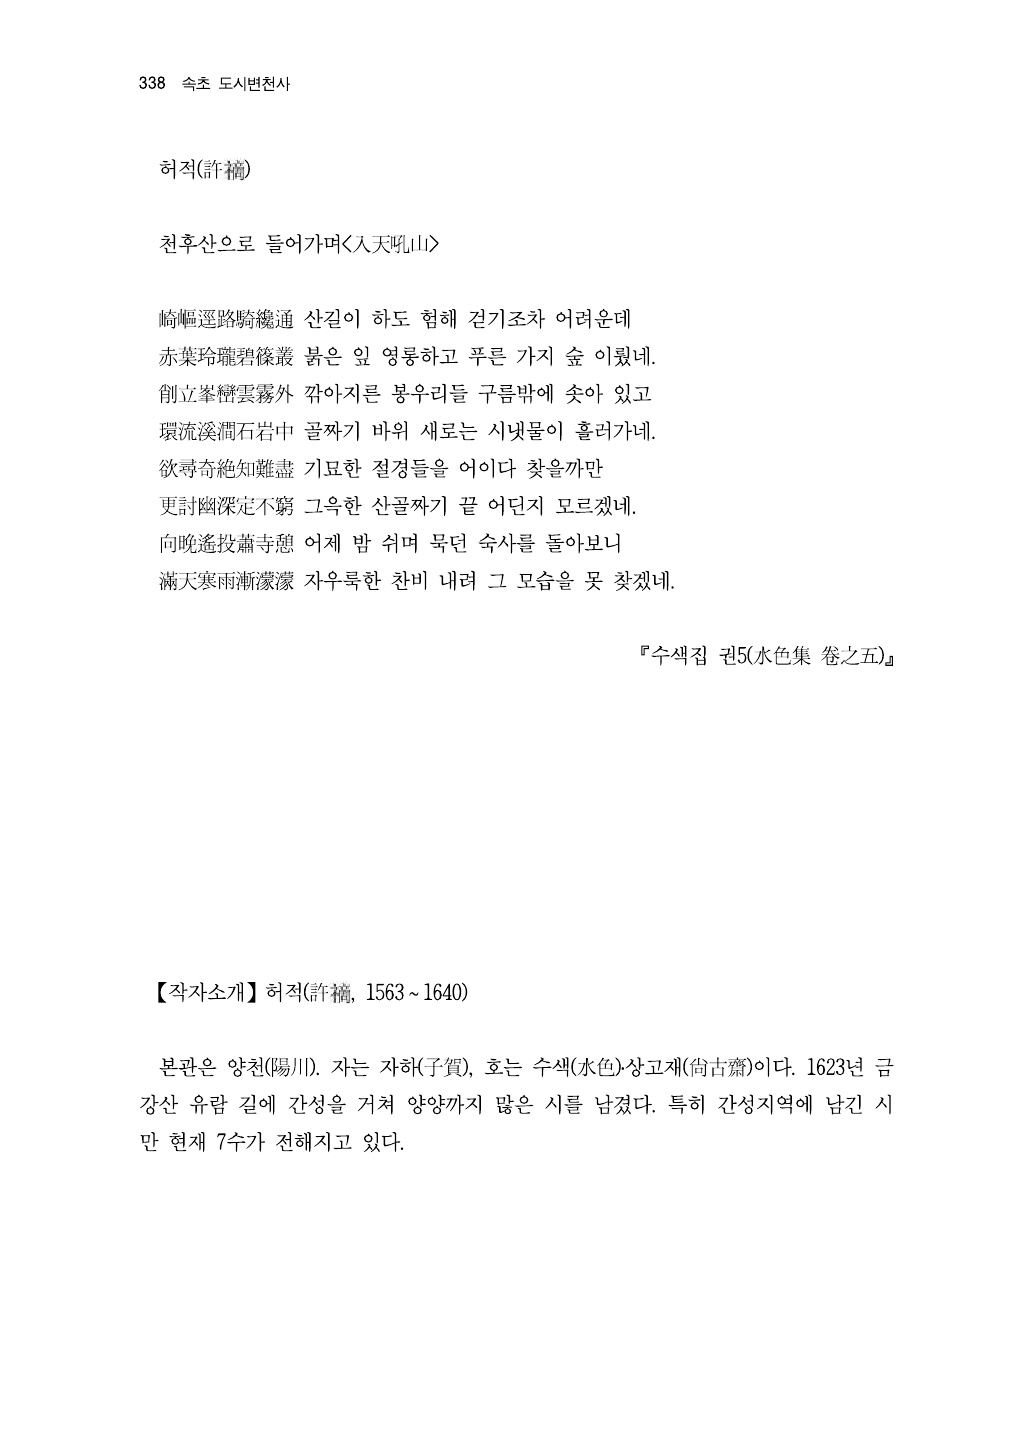 338 속초 도시변천사
허적(許𥛚)
천후산으로 들어가며<入天吼山>
崎嶇逕路騎纔通 산길이 하도 험해 걷기조차 어려운데
赤葉玲瓏碧篠叢 붉은 잎 영롱하고 푸른 가지 숲 이뤘네.
削立峯巒雲霧外 깎아지른 봉우리들 구름밖에 솟아 있고
環流溪澗石岩中 골짜기 바위 새로는 시냇물이 흘러가네.
欲尋奇絶知難盡 기묘한 절경들을 어이다 찾을까만
更討幽深定不窮 그윽한 산골짜기 끝 어딘지 모르겠네.
向晩遙投蕭寺憩 어제 밤 쉬며 묵던 숙사를 돌아보니
滿天寒雨漸濛濛 자우룩한 찬비 내려 그 모습을 못 찾겠네.
『수색집 권5(水色集 卷之五)』
【작자소개】 허적(許𥛚, 1563~1640)
본관은 양천(陽川). 자는 자하(子賀), 호는 수색(水色)·상고재(尙古齋)이다. 1623년 금
강산 유람 길에 간성을 거쳐 양양까지 많은 시를 남겼다. 특히 간성지역에 남긴 시
만 현재 7수가 전해지고 있다.